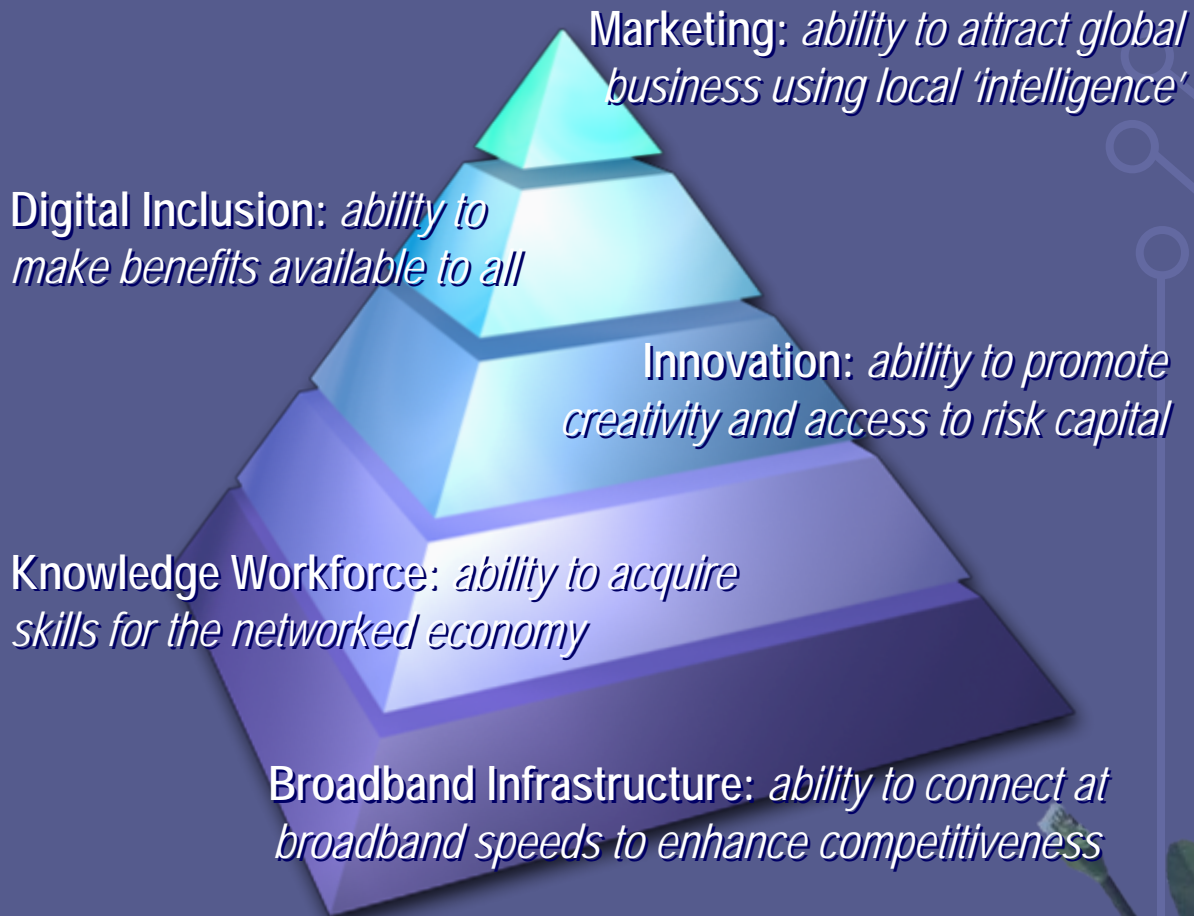 Marketing: ability to attract global
business using local ‘intelligence’
Digital Inclusion: ability to
make benefits available to all
Innovation: ability to promote
creativity and access to risk capital
Knowledge Workforce: ability to acquire
skills for the networked economy
Broadband Infrastructure: ability to connect at
broadband speeds to enhance competitiveness